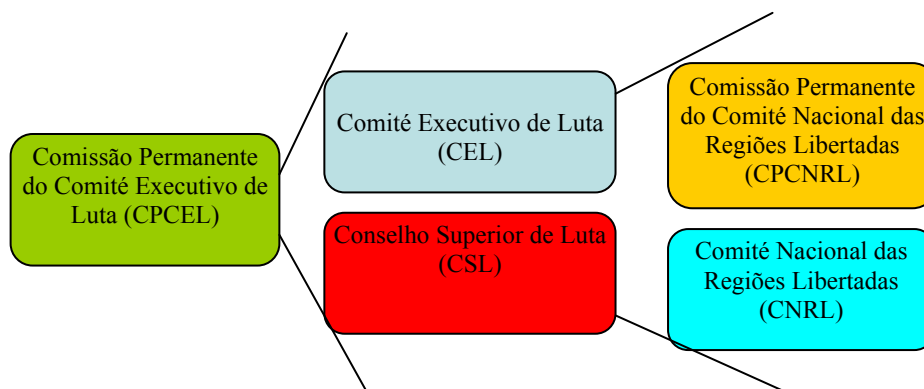 Comissão Permanente
do Comité Executivo de
Luta (CPCEL)
Comité Executivo de Luta
(CEL)
Conselho Superior de Luta
(CSL)
Comissão Permanente
do Comité Nacional das
Regiões Libertadas
(CPCNRL)
Comité Nacional das
Regiões Libertadas
(CNRL)